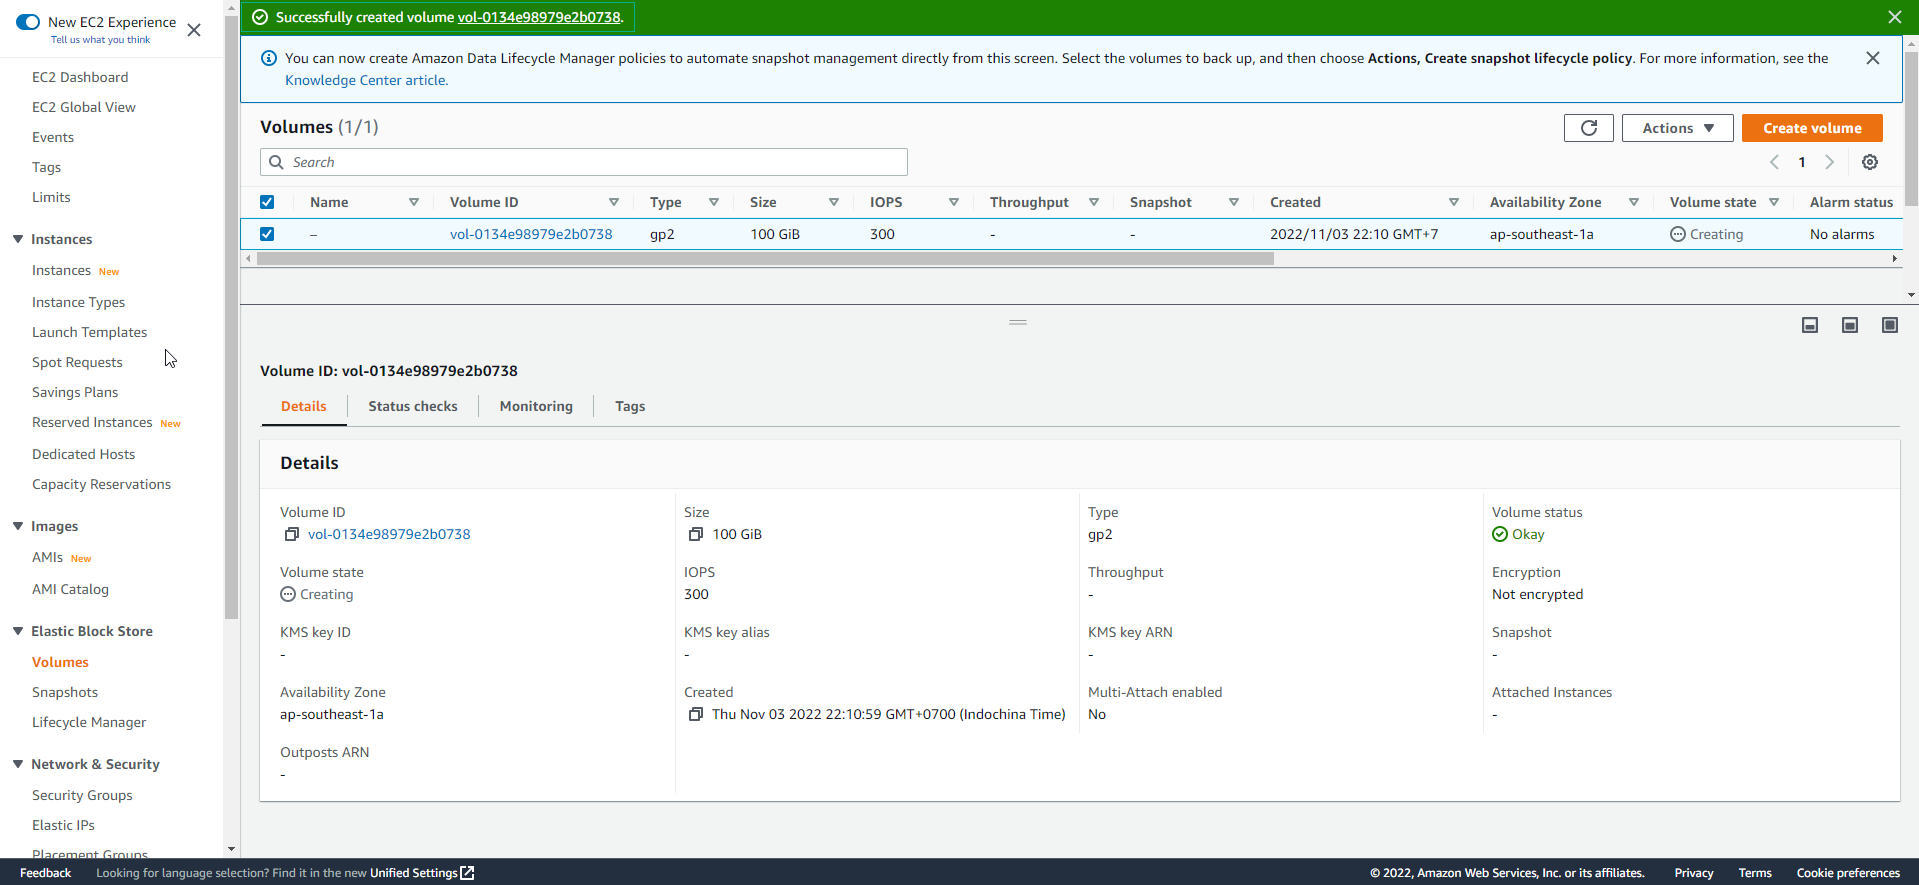 New EC2 Experience
Tell us what you think
EC2 Dashboard
EC2 Global View
Events
Tags
Limits
Instances
Instances New
Instance Types
Launch Templates
Spot Requests
Savings Plans
Reserved Instances New
Dedicated Hosts
Capacity Reservations
Images
AMIs New
AMI Catalog
Elastic Block Store
Volumes
Snapshots
Lifecycle Manager
Network & Security
Security Groups
Elastic IPs
Placement Groups
Successfully created volume vol-0134e98979e2b0738.
You can now create Amazon Data Lifecycle Manager policies to automate snapshot management directly from this screen. Select the volumes to back up, and then choose Actions, Create snapshot lifecycle policy. For more information, see the
Knowledge Center article.
Volumes (1/1)
Actions
Create volume
Search
1
Name Volume ID Type Size IOPS Throughput Snapshot Created Availability Zone Volume state Alarm status
– vol-0134e98979e2b0738 gp2 100 GiB 300 - - 2022/11/03 22:10 GMT+7 ap-southeast-1a Creating No alarms
Volume ID: vol-0134e98979e2b0738
Details Status checks Monitoring Tags
Details
Volume ID Size Type Volume status
vol-0134e98979e2b0738 100 GiB gp2 Okay
Volume state IOPS Throughput Encryption
Creating 300 - Not encrypted
KMS key ID KMS key alias KMS key ARN Snapshot
- - - -
Availability Zone Created Multi-Attach enabled Attached Instances
ap-southeast-1a Thu Nov 03 2022 22:10:59 GMT+0700 (Indochina Time) No -
Outposts ARN
-
Feedback Looking for language selection? Find it in the new Unified Settings © 2022, Amazon Web Services, Inc. or its affiliates. Privacy Terms Cookie preferences